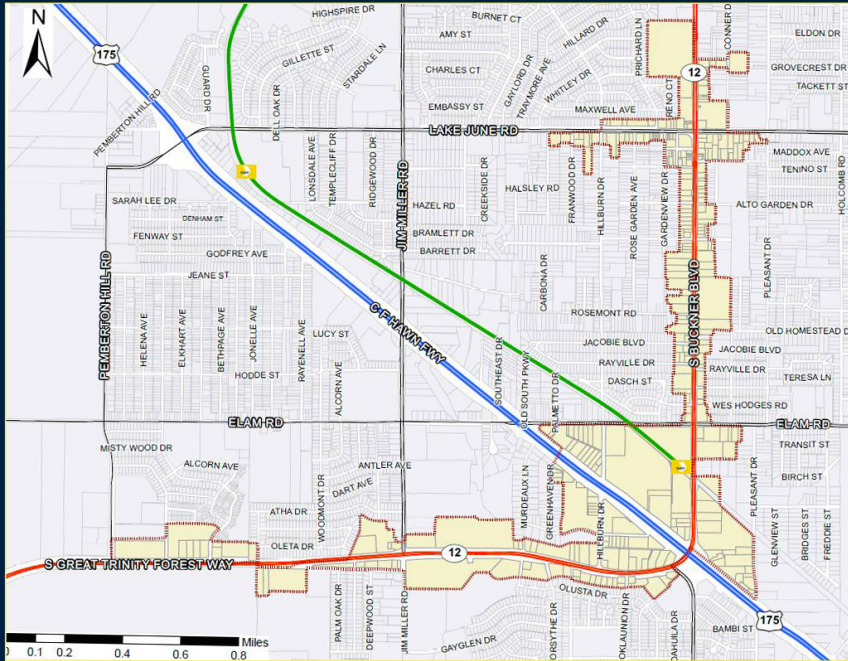 N
HIGHSPIRE DR
BURNET CT
PRICHARD LN
CONNER D
AMY ST
HILLARD DR
ELDON DR
175
GILLETTE ST
STARDALE LN
12
GUARD DR
CHARLES CT
GAYLORD DR
TRAYMORE AVE
WHITLEY DR
GROVECREST DR
TACKETT ST
EMBASSY ST
MAXWELL AVE
RENO CT
PEMBERTON HILL RD
DELL OAK DR
LAKE JUNE RD
LONSDALE AVE
TEMPLECLIFF DR
RIDGEWOOD DR
JIM MILLER RD
CREEKSIDE DR
MADDOX AVE
TENINO ST
HOLCOMB RD
SARAH LEE DR
HALSLEY RD
FRANWOOD DR
HILLBURN DR
ROSE GARDEN AVE
GARDENVIEW DR
HAZEL RD
ALTO GARDEN DR
DENHAM ST
FENWAY ST
BRAMLETT DR
GODFREY AVE
BARRETT DR
PLEASANT DR
JEANE ST
CARBONA DR
PEMBERTON HILL RD
S BUCKNER BLVD
HELENA AVE
ELKHART AVE
BETHPAGE AVE
JONELLE AVE
RAYENELL AVE
C F HAWN FWY
ROSEMONT RD
LUCY ST
OLD HOMESTEAD D
JACOBIE BLVD
JACOBIE BLVD
SOUTHEAST DR
OLD SOUTH PKWY
PALMETTO DR
RAYVILLE DR
RAYVILLE DR
HODDE ST
ALCORN AVE
DASCH ST
TERESA LN
WES HODGES RD
ELAM RD
ELAM RD
MISTY WOOD DR
TRANSIT ST
ALCORN AVE
ANTLER AVE
BIRCH ST
WOODMONT DR
DART AVE
MURDEAUX LN
GREENHAVEN DR
PLEASANT DR
ATHA DR
HILLBURN DR
GLENVIEW ST
BRIDGES ST
FREDDIE ST
OLETA DR
12
S GREAT TRINITY FOREST WAY
PALM OAK DR
DEEPWOOD ST
JIM MILLER RD
OLUSTA DR
175
BAMBI ST
GAYGLEN DR
ORSYTHE DR
OKLAUNION DR
DAHUILA DR
Miles
0 0.1 0.2 0.4 0.6 0.8